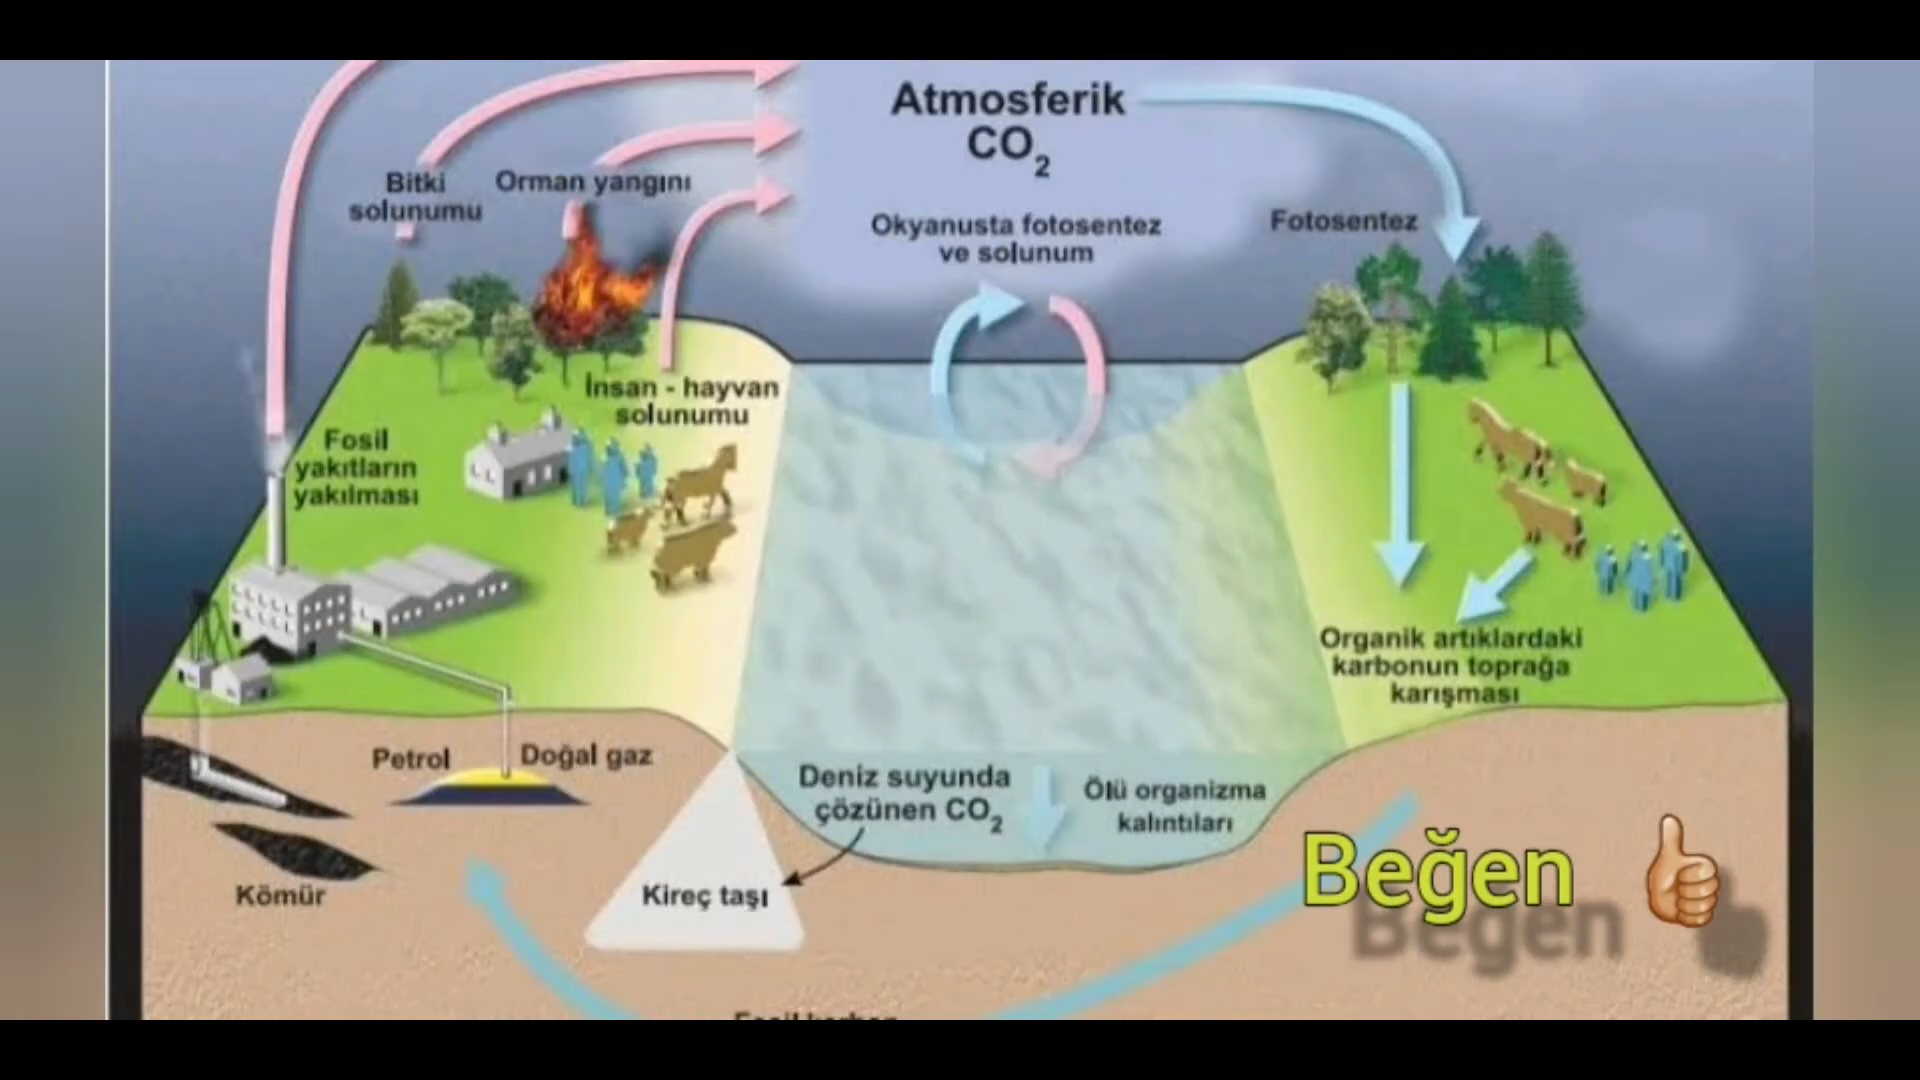 Atmosferik
CO2
Bitki
solunumu
Orman yangını
Okyanusta fotosentez
ve solunum
Fotosentez
İnsan - hayvan
solunumu
Fosil
yakıtların
yakılması
Organik artıklardaki
karbonun toprağa
karışması
Petrol
Doğal gaz
Deniz suyunda
çözünen CO2
Ölü organizma
kalıntıları
Kömür
Kireç taşı
Beğen